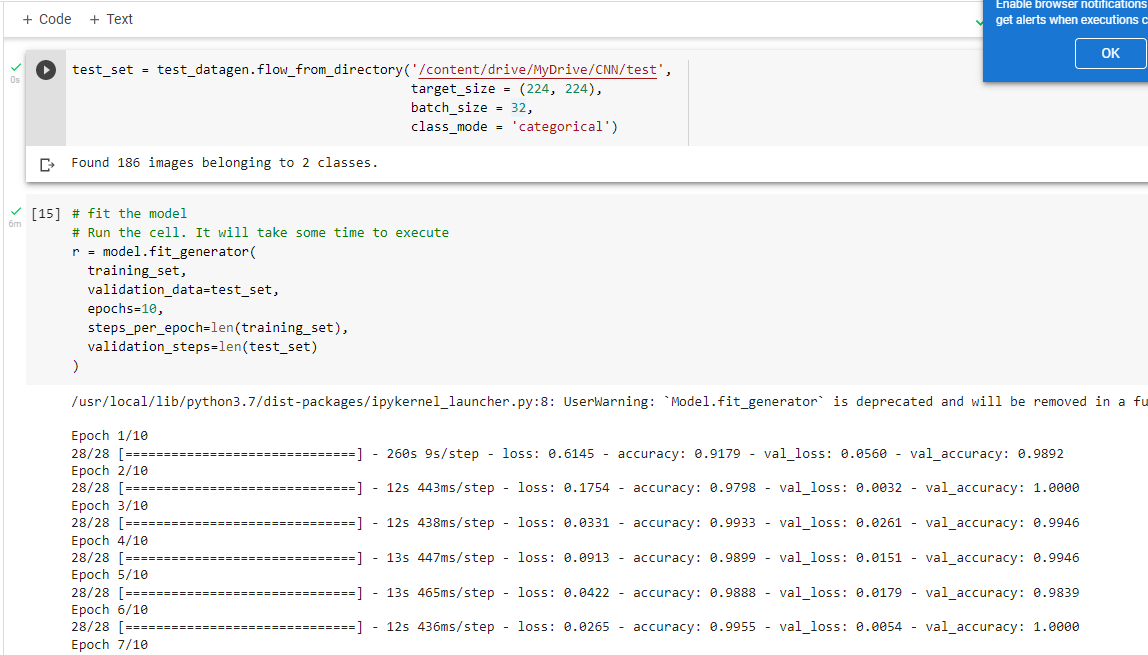 + Code + Text
Enable browser notifications
get alerts when executions c
OK
0s
test_set = test_datagen.flow_from_directory('/content/drive/MyDrive/CNN/test',
target_size = (224, 224),
batch_size = 32,
class_mode = 'categorical')
Found 186 images belonging to 2 classes.
6m
[15] # fit the model
# Run the cell. It will take some time to execute
r = model.fit_generator(
training_set,
validation_data=test_set,
epochs=10,
steps_per_epoch=len(training_set),
validation_steps=len(test_set)
)
/usr/local/lib/python3.7/dist-packages/ipykernel_launcher.py:8: UserWarning: `Model.fit_generator` is deprecated and will be removed in a fu
Epoch 1/10
28/28 [==============================] - 260s 9s/step - loss: 0.6145 - accuracy: 0.9179 - val_loss: 0.0560 - val_accuracy: 0.9892
Epoch 2/10
28/28 [==============================] - 12s 443ms/step - loss: 0.1754 - accuracy: 0.9798 - val_loss: 0.0032 - val_accuracy: 1.0000
Epoch 3/10
28/28 [==============================] - 12s 438ms/step - loss: 0.0331 - accuracy: 0.9933 - val_loss: 0.0261 - val_accuracy: 0.9946
Epoch 4/10
28/28 [==============================] - 13s 447ms/step - loss: 0.0913 - accuracy: 0.9899 - val_loss: 0.0151 - val_accuracy: 0.9946
Epoch 5/10
28/28 [==============================] - 13s 465ms/step - loss: 0.0422 - accuracy: 0.9888 - val_loss: 0.0179 - val_accuracy: 0.9839
Epoch 6/10
28/28 [==============================] - 12s 436ms/step - loss: 0.0265 - accuracy: 0.9955 - val_loss: 0.0054 - val_accuracy: 1.0000
Epoch 7/10